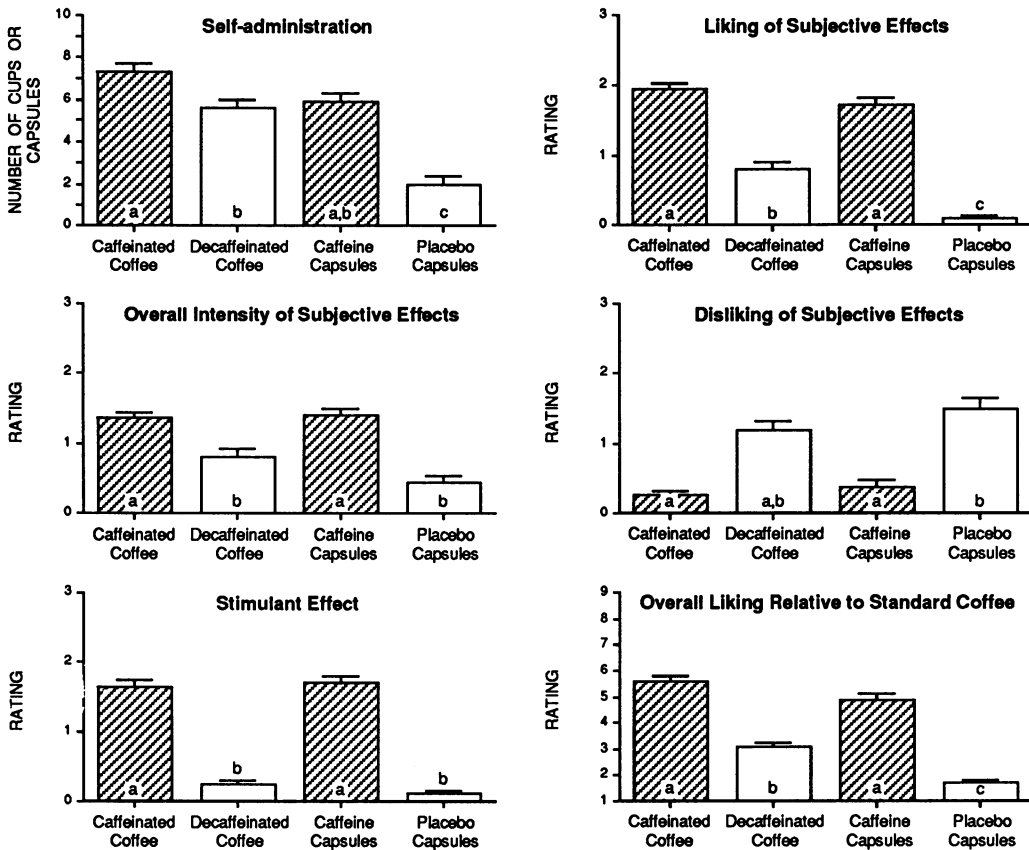 Self-administration
NUMBER OF CUPS OR
CAPSULES
10
8
6
4
2
0
a
b
a,b
c
Caffeinated
Coffee
Decaffeinated
Coffee
Caffeine
Capsules
Placebo
Capsules
Liking of Subjective Effects
RATING
3
2
1
0
a
b
a
c
Caffeinated
Coffee
Decaffeinated
Coffee
Caffeine
Capsules
Placebo
Capsules
Overall Intensity of Subjective Effects
RATING
3
2
1
0
a
b
a
b
Caffeinated
Coffee
Decaffeinated
Coffee
Caffeine
Capsules
Placebo
Capsules
Disliking of Subjective Effects
RATING
3
2
1
0
a
a,b
a
b
Caffeinated
Coffee
Decaffeinated
Coffee
Caffeine
Capsules
Placebo
Capsules
Stimulant Effect
RATING
3
2
1
0
a
b
a
b
Caffeinated
Coffee
Decaffeinated
Coffee
Caffeine
Capsules
Placebo
Capsules
Overall Liking Relative to Standard Coffee
RATING
9
8
7
6
5
4
3
2
1
a
b
a
c
Caffeinated
Coffee
Decaffeinated
Coffee
Caffeine
Capsules
Placebo
Capsules